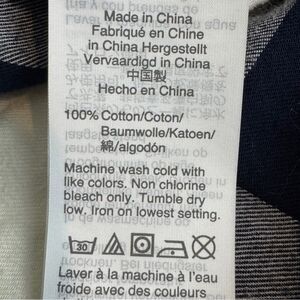 Made in China
Fabriqué en Chine
in China Hergestellt
Vervaardigd in China
中国製
Hecho en China
100% Cotton/Coton/
Baumwolle/Katoen/
綿/algodón
Machine wash cold with
like colors. Non chlorine
bleach only. Tumble dry
low. Iron on lowest setting.
30
Laver à la machine à l'eau
froide avec des couleurs